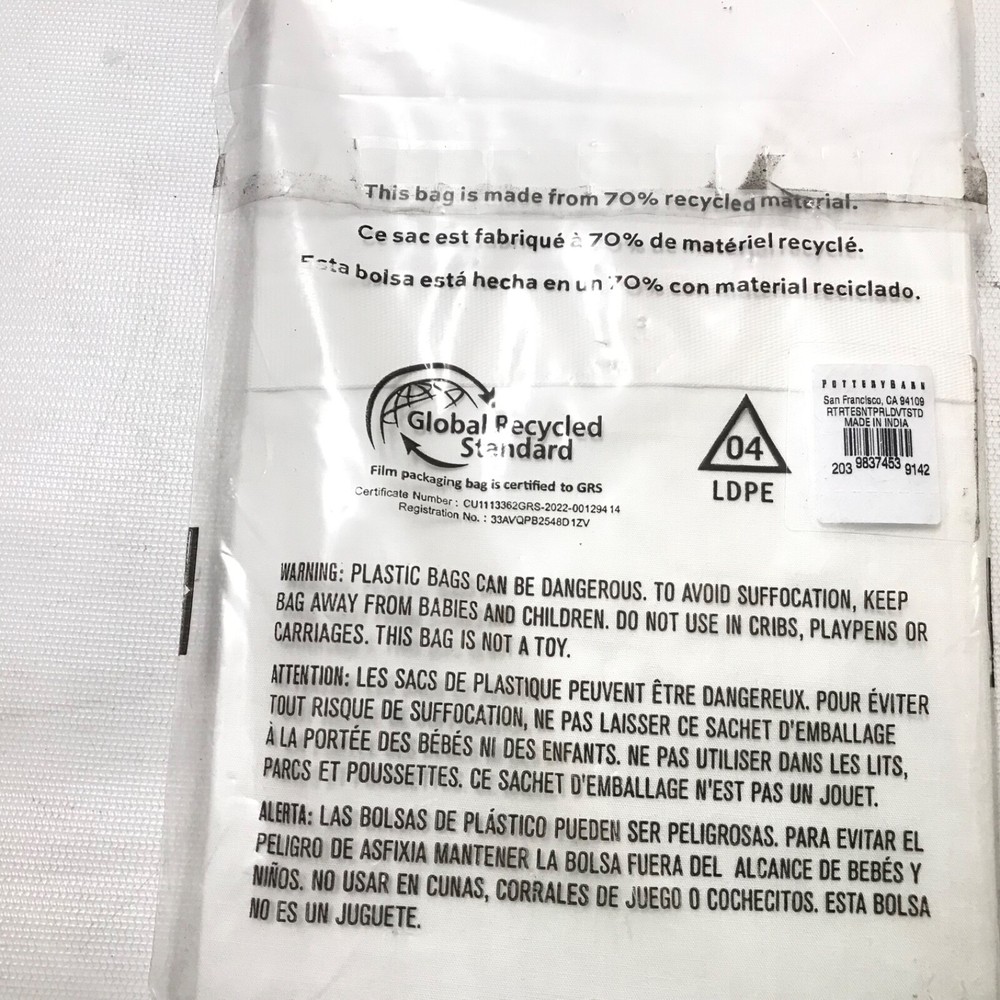 This bag is made from 70% recycled material.
Ce sac est fabriqué à 70% de matériel recyclé.
Esta bolsa está hecha en un 70% con material reciclado.
Global Recycled
Standard
Film packaging bag is certified to GRS
Certificate Number : CU1113362GRS-2022-00129414
Registration No. : 33AVQPB2548D1ZV
04
LDPE
POTTERYBARN
San Francisco, CA 94109
RTRTESNTPRLDVTSTD
MADE IN INDIA
203 9837453 9142
WARNING: PLASTIC BAGS CAN BE DANGEROUS. TO AVOID SUFFOCATION, KEEP
BAG AWAY FROM BABIES AND CHILDREN. DO NOT USE IN CRIBS, PLAYPENS OR
CARRIAGES. THIS BAG IS NOT A TOY.
ATTENTION: LES SACS DE PLASTIQUE PEUVENT ÊTRE DANGEREUX. POUR ÉVITER
TOUT RISQUE DE SUFFOCATION, NE PAS LAISSER CE SACHET D'EMBALLAGE
À LA PORTÉE DES BÉBÉS NI DES ENFANTS. NE PAS UTILISER DANS LES LITS,
PARCS ET POUSSETTES. CE SACHET D'EMBALLAGE N'EST PAS UN JOUET.
ALERTA: LAS BOLSAS DE PLÁSTICO PUEDEN SER PELIGROSAS. PARA EVITAR EL
PELIGRO DE ASFIXIA MANTENER LA BOLSA FUERA DEL ALCANCE DE BEBÉS Y
NIÑOS. NO USAR EN CUNAS, CORRALES DE JUEGO O COCHECITOS. ESTA BOLSA
NO ES UN JUGUETE.